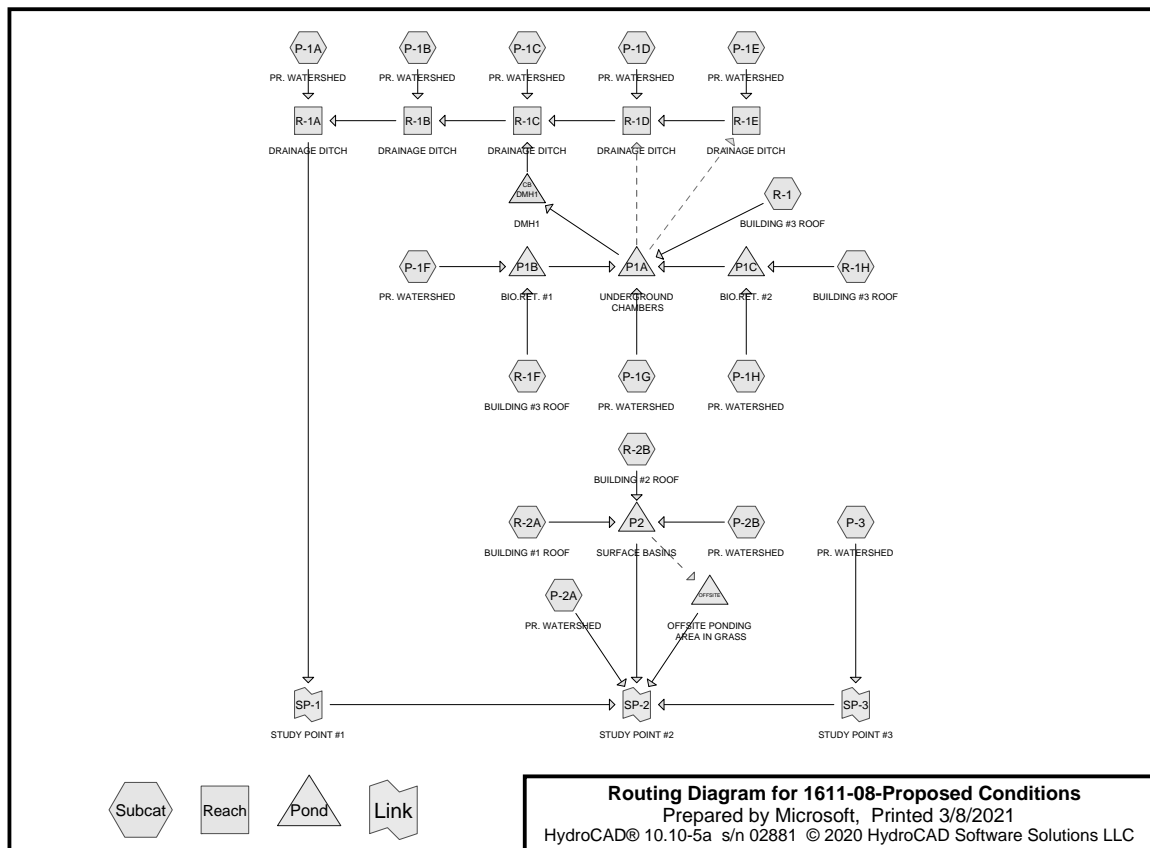 P-1A
P-1B
P-1C
P-1D
P-1E
PR. WATERSHED
PR. WATERSHED
PR. WATERSHED
PR. WATERSHED
PR. WATERSHED
R-1A
R-1B
R-1C
R-1D
R-1E
DRAINAGE DITCH
DRAINAGE DITCH
DRAINAGE DITCH
DRAINAGE DITCH
DRAINAGE DITCH
CB
DMH1
DMH1
R-1
BUILDING #3 ROOF
P-1F
PR. WATERSHED
P1B
BIO.RET. #1
P1A
UNDERGROUND
CHAMBERS
P1C
BIO.RET. #2
R-1H
BUILDING #3 ROOF
R-1F
BUILDING #3 ROOF
P-1G
PR. WATERSHED
P-1H
PR. WATERSHED
R-2B
BUILDING #2 ROOF
R-2A
BUILDING #1 ROOF
P2
SURFACE BASINS
P-2B
PR. WATERSHED
P-3
PR. WATERSHED
P-2A
PR. WATERSHED
OFFSITE
OFFSITE PONDING
AREA IN GRASS
SP-1
STUDY POINT #1
SP-2
STUDY POINT #2
SP-3
STUDY POINT #3
Subcat
Reach
Pond
Link
Routing Diagram for 1611-08-Proposed Conditions
Prepared by Microsoft, Printed 3/8/2021
HydroCAD® 10.10-5a s/n 02881 © 2020 HydroCAD Software Solutions LLC